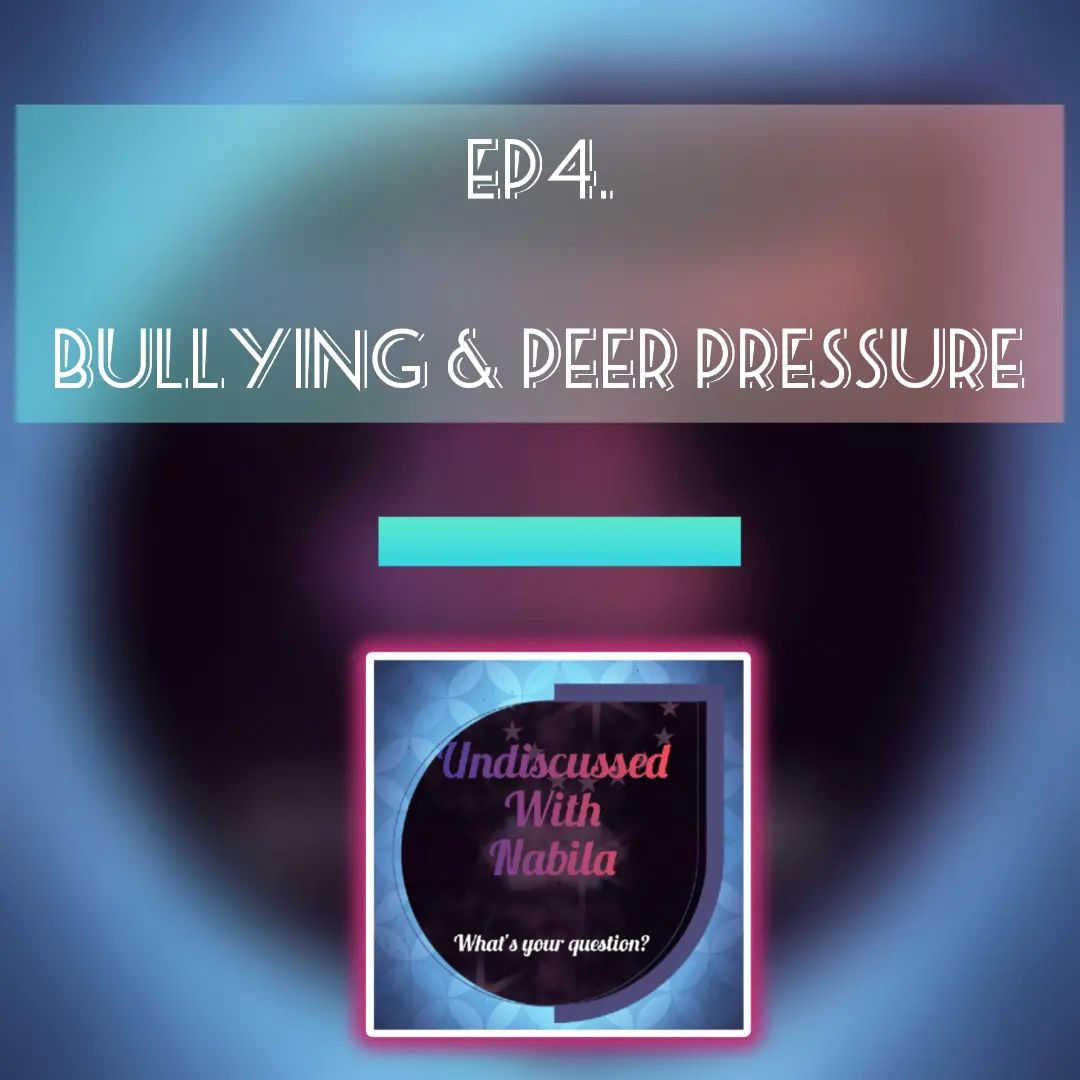 EP4.
BULLYING & PEER PRESSURE
Undiscussed
With
Nabila
What's your question?